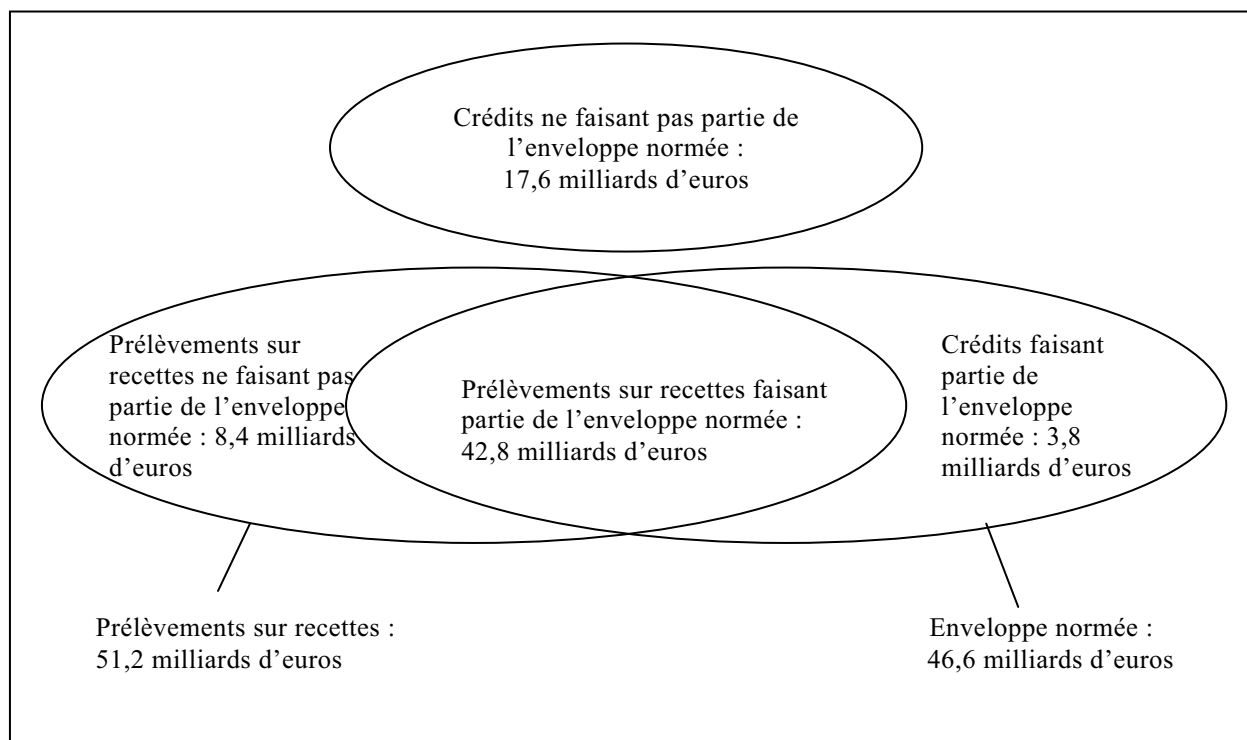 Crédits ne faisant pas partie de
l’enveloppe normée :
17,6 milliards d’euros
Prélèvements sur
recettes ne faisant pas
partie de l’enveloppe
normée : 8,4 milliards
d’euros
Prélèvements sur recettes faisant
partie de l’enveloppe normée :
42,8 milliards d’euros
Crédits faisant
partie de
l’enveloppe
normée : 3,8
milliards d’euros
Prélèvements sur recettes :
51,2 milliards d’euros
Enveloppe normée :
46,6 milliards d’euros